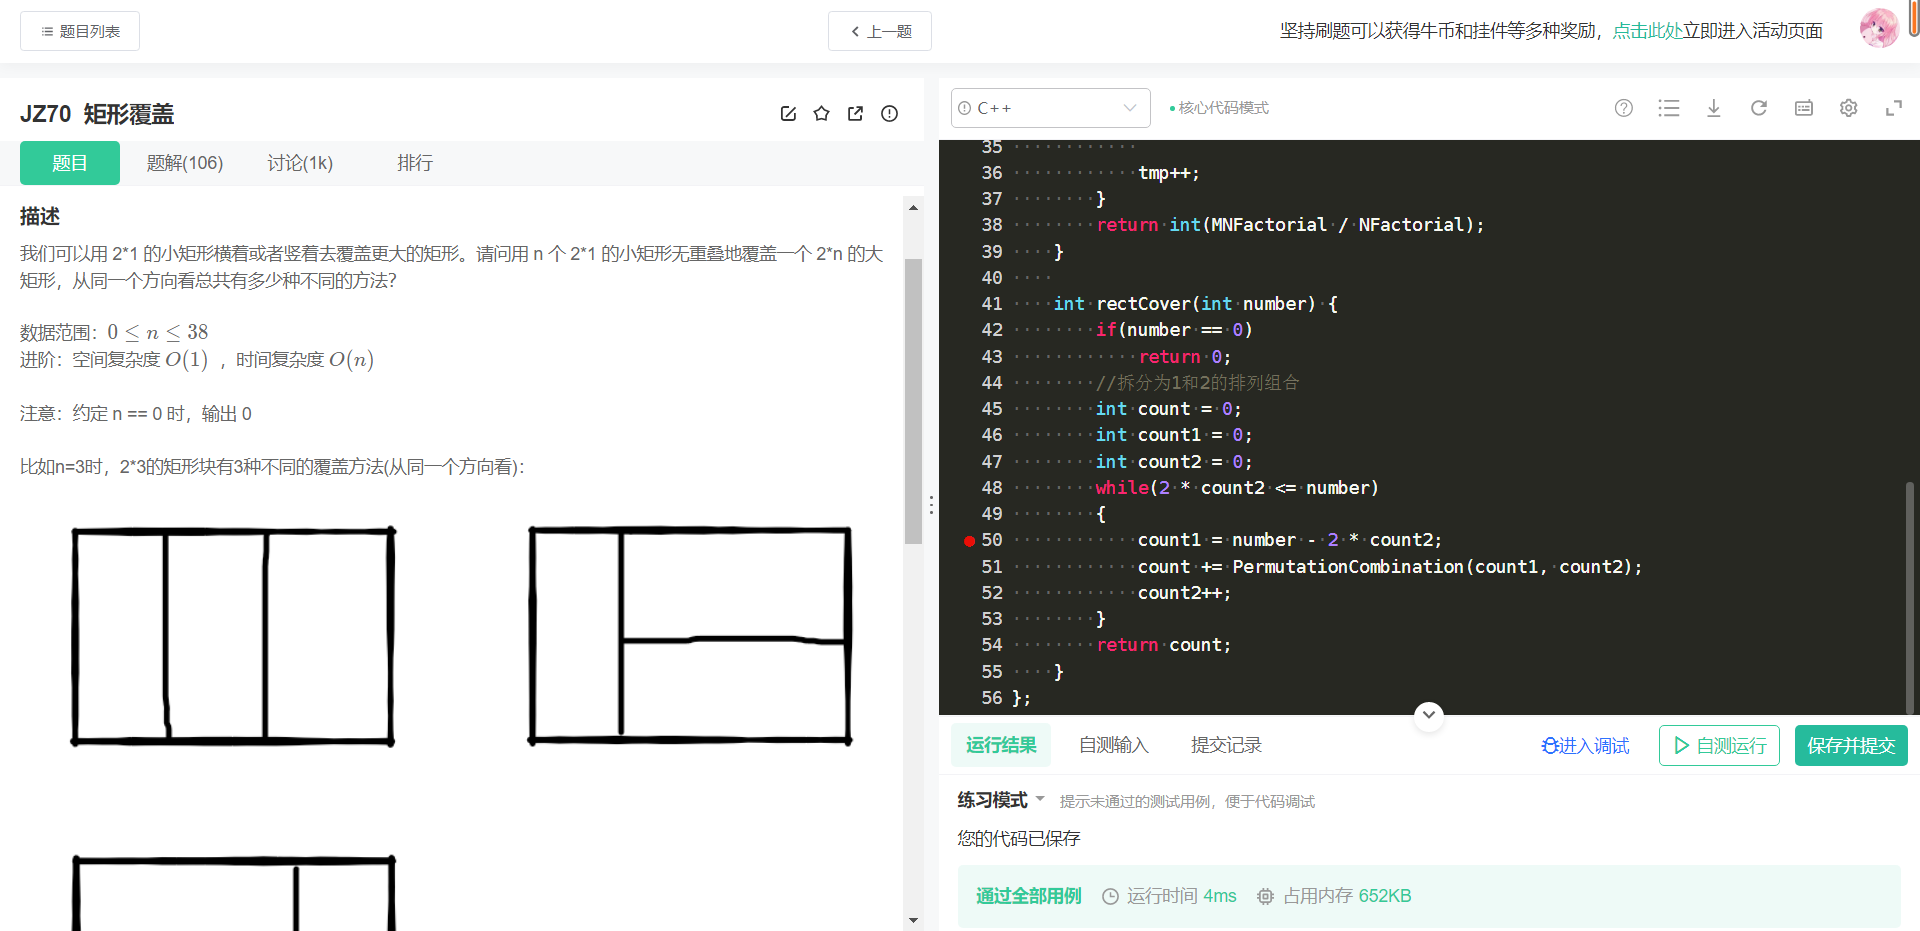 题目列表
上一题
坚持刷题可以获得牛币和挂件等多种奖励，点击此处立即进入活动页面
JZ70 矩形覆盖
题目
题解(106)
讨论(1k)
排行
描述
我们可以用 2*1 的小矩形横着或者竖着去覆盖更大的矩形。请问用 n 个 2*1 的小矩形无重叠地覆盖一个 2*n 的大
矩形，从同一个方向看总共有多少种不同的方法？
数据范围：0 ≤ n ≤ 38
进阶：空间复杂度 O(1) ，时间复杂度 O(n)
注意：约定 n == 0 时，输出 0
比如n=3时，2*3的矩形块有3种不同的覆盖方法(从同一个方向看)：
C++
核心代码模式
35
36 tmp++;
37 }
38 return int(MNFactorial / NFactorial);
39 }
40
41 int rectCover(int number) {
42 if(number == 0)
43 return 0;
44 //拆分为1和2的排列组合
45 int count = 0;
46 int count1 = 0;
47 int count2 = 0;
48 while(2 * count2 <= number)
49 {
50 count1 = number - 2 * count2;
51 count += PermutationCombination(count1, count2);
52 count2++;
53 }
54 return count;
55 }
56 };
运行结果
自测输入
提交记录
进入调试
自测运行
保存并提交
练习模式
提示未通过的测试用例，便于代码调试
您的代码已保存
通过全部用例
运行时间 4ms
占用内存 652KB